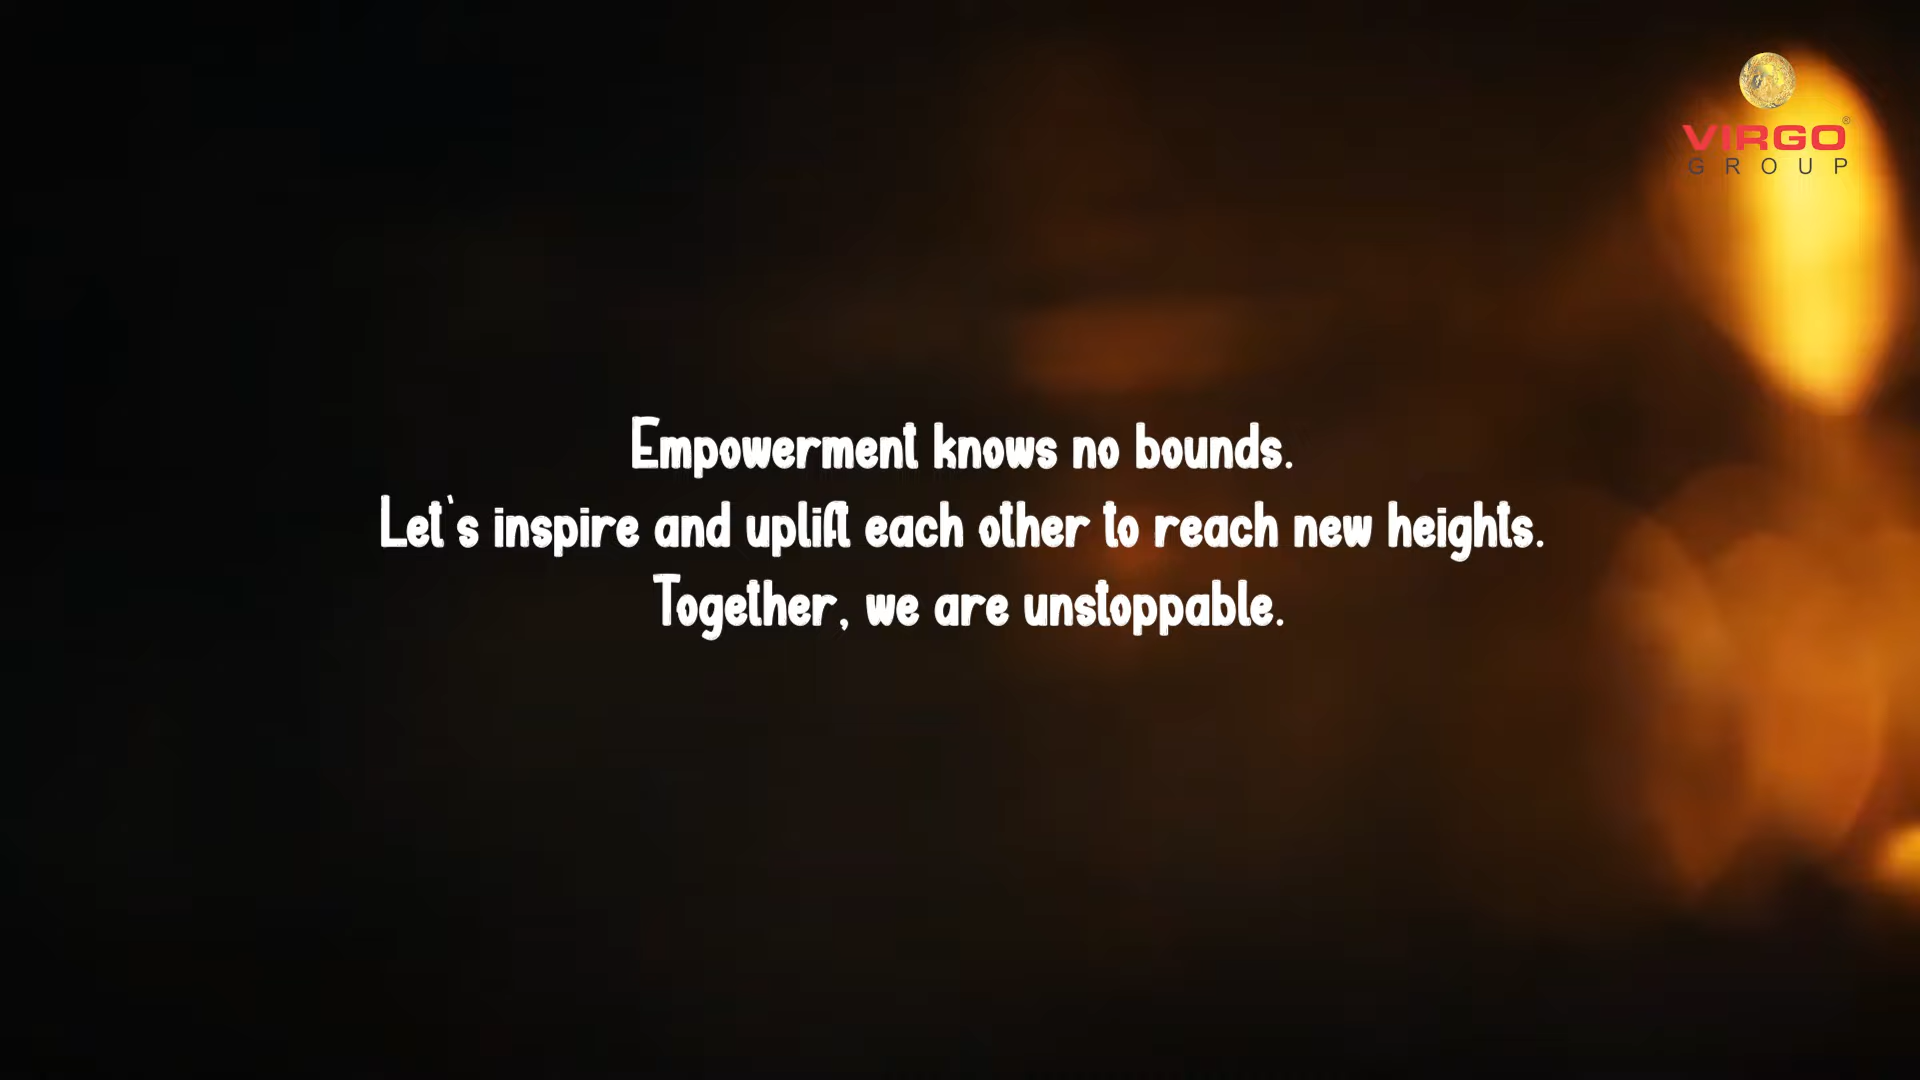 VIRGO®
GROUP
Empowerment knows no bounds.
Let's inspire and uplift each other to reach new heights.
Together, we are unstoppable.